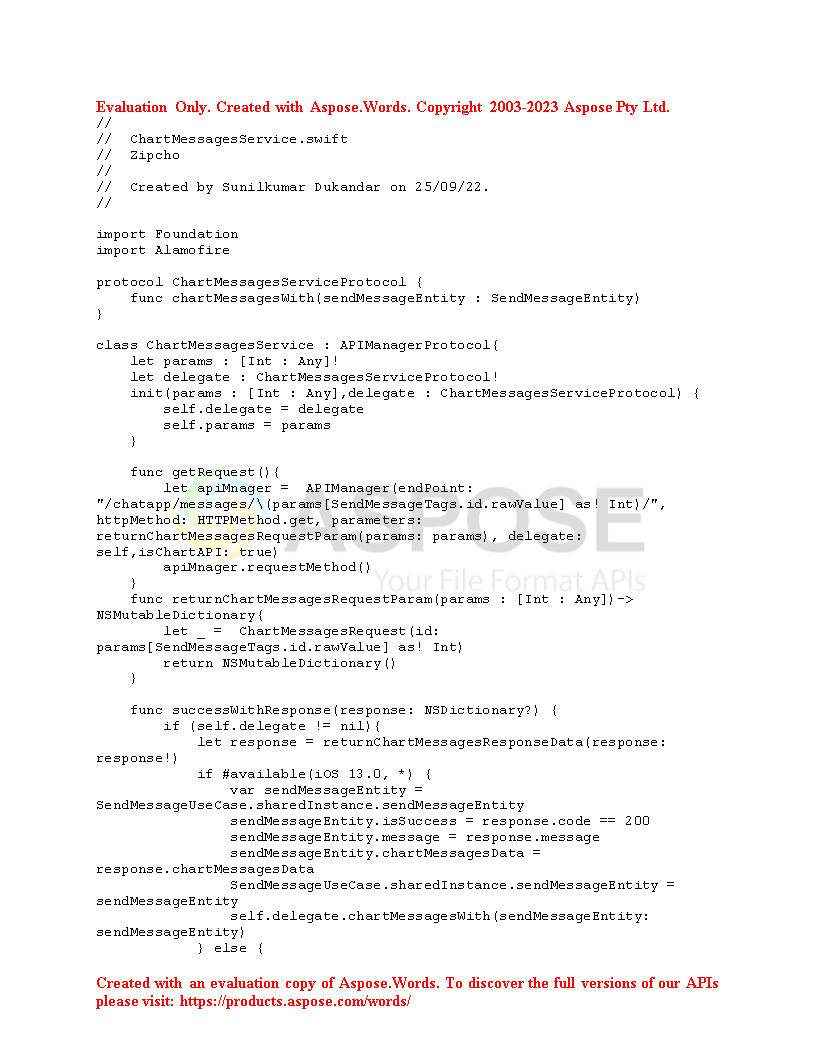 Evaluation Only. Created with Aspose.Words. Copyright 2003-2023 Aspose Pty Ltd.
//
//  ChartMessagesService.swift
//  Zipcho
//
//  Created by Sunilkumar Dukandar on 25/09/22.
//
import Foundation
import Alamofire
protocol ChartMessagesServiceProtocol {
    func chartMessagesWith(sendMessageEntity : SendMessageEntity)
}
class ChartMessagesService : APIManagerProtocol{
    let params : [Int : Any]!
    let delegate : ChartMessagesServiceProtocol!
    init(params : [Int : Any],delegate : ChartMessagesServiceProtocol) {
        self.delegate = delegate
        self.params = params
    }
    func getRequest(){
        let apiMnager =  APIManager(endPoint:
"/chatapp/messages/\(params[SendMessageTags.id.rawValue] as! Int)/",
httpMethod: HTTPMethod.get, parameters:
returnChartMessagesRequestParam(params: params), delegate:
self,isChartAPI: true)
        apiMnager.requestMethod()
    }
    func returnChartMessagesRequestParam(params : [Int : Any])->
NSMutableDictionary{
        let _ =  ChartMessagesRequest(id:
params[SendMessageTags.id.rawValue] as! Int)
        return NSMutableDictionary()
    }
    func successWithResponse(response: NSDictionary?) {
        if (self.delegate != nil){
            let response = returnChartMessagesResponseData(response:
response!)
            if #available(iOS 13.0, *) {
                var sendMessageEntity =
SendMessageUseCase.sharedInstance.sendMessageEntity
                sendMessageEntity.isSuccess = response.code == 200
                sendMessageEntity.message = response.message
                sendMessageEntity.chartMessagesData =
response.chartMessagesData
                SendMessageUseCase.sharedInstance.sendMessageEntity =
sendMessageEntity
                self.delegate.chartMessagesWith(sendMessageEntity:
sendMessageEntity)
            } else {
ASPOSE
Your File Format APIs
Created with an evaluation copy of Aspose.Words. To discover the full versions of our APIs
please visit: https://products.aspose.com/words/